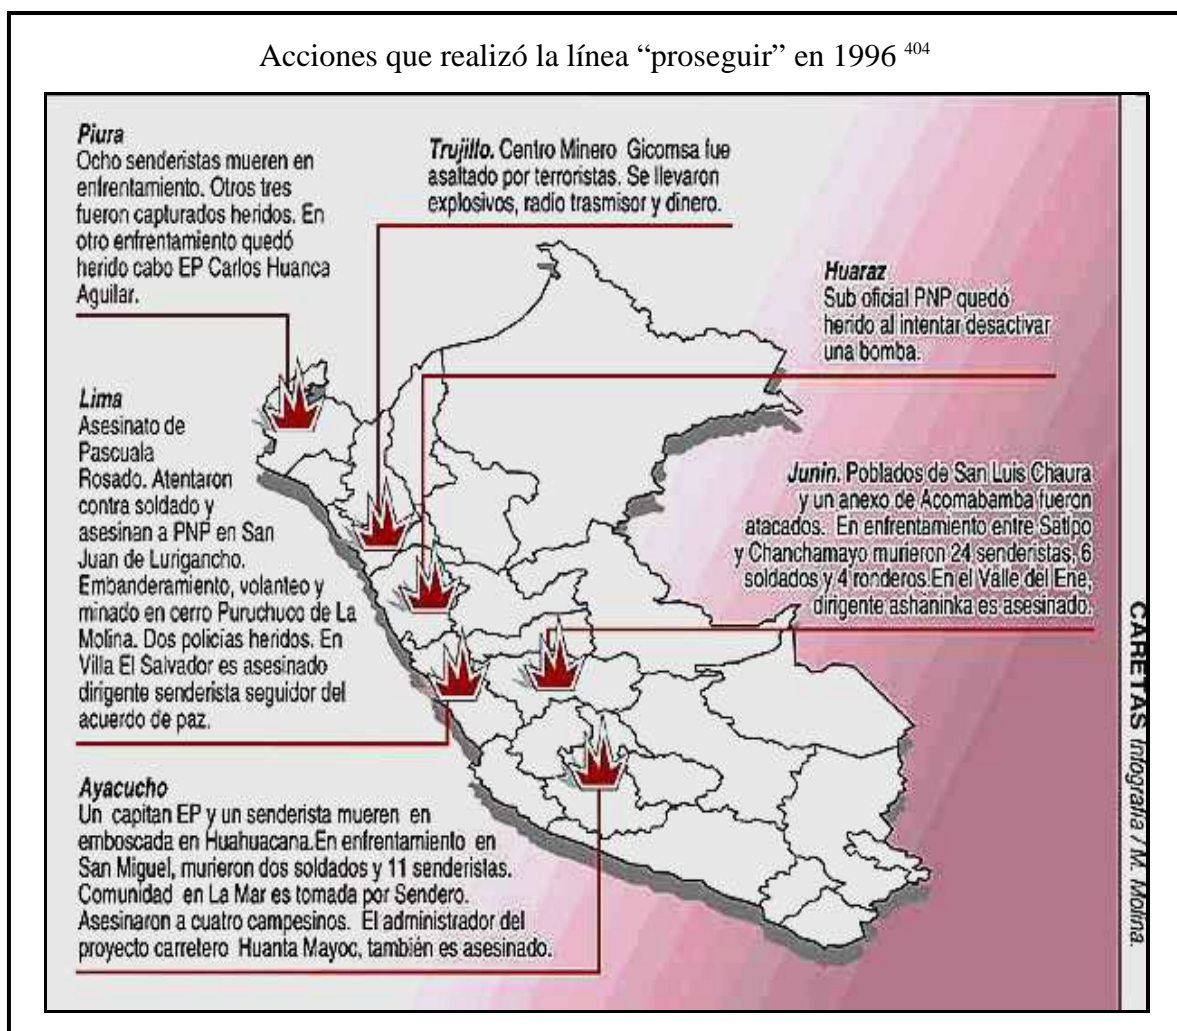 Acciones que realizó la línea “proseguir” en 1996 404
Piura
Ocho senderistas mueren en
enfrentamiento. Otros tres
fueron capturados heridos. En
otro enfrentamiento quedó
herido cabo EP Carlos Huanca
Aguilar.
Trujillo. Centro Minero Gicomsa fue
asaltado por terroristas. Se llevaron
explosivos, radio trasmisor y dinero.
Huaraz
Sub oficial PNP quedó
herido al intentar desactivar
una bomba.
Lima
Asesinato de
Pascuala
Rosado. Atentaron
contra soldado y
asesinan a PNP en San
Juan de Lurigancho.
Embanderamiento, volanteo y
minado en cerro Puruchuco de La
Molina. Dos policías heridos. En
Villa El Salvador es asesinado
dirigente senderista seguidor del
acuerdo de paz.
Junin. Poblados de San Luis Chaura
y un anexo de Acomabamba fueron
atacados. En enfrentamiento entre Satipo
y Chanchamayo murieron 24 senderistas, 6
soldados y 4 ronderos.En el Valle del Ene,
dirigente ashaninka es asesinado.
Ayacucho
Un capitan EP y un senderista mueren en
emboscada en Huahuacana.En enfrentamiento en
San Miguel, murieron dos soldados y 11 senderistas.
Comunidad en La Mar es tomada por Sendero.
Asesinaron a cuatro campesinos. El administrador del
proyecto carretero Huanta Mayoc, también es asesinado.
CARETAS Infografía / M. Molina.